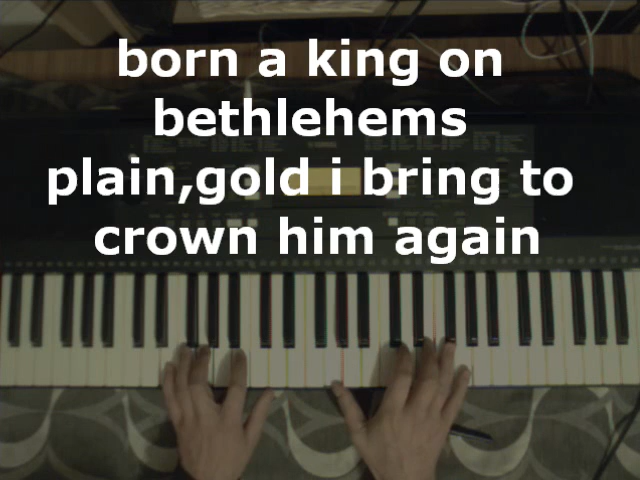 born a king on
bethlehems
plain,gold i bring to
crown him again